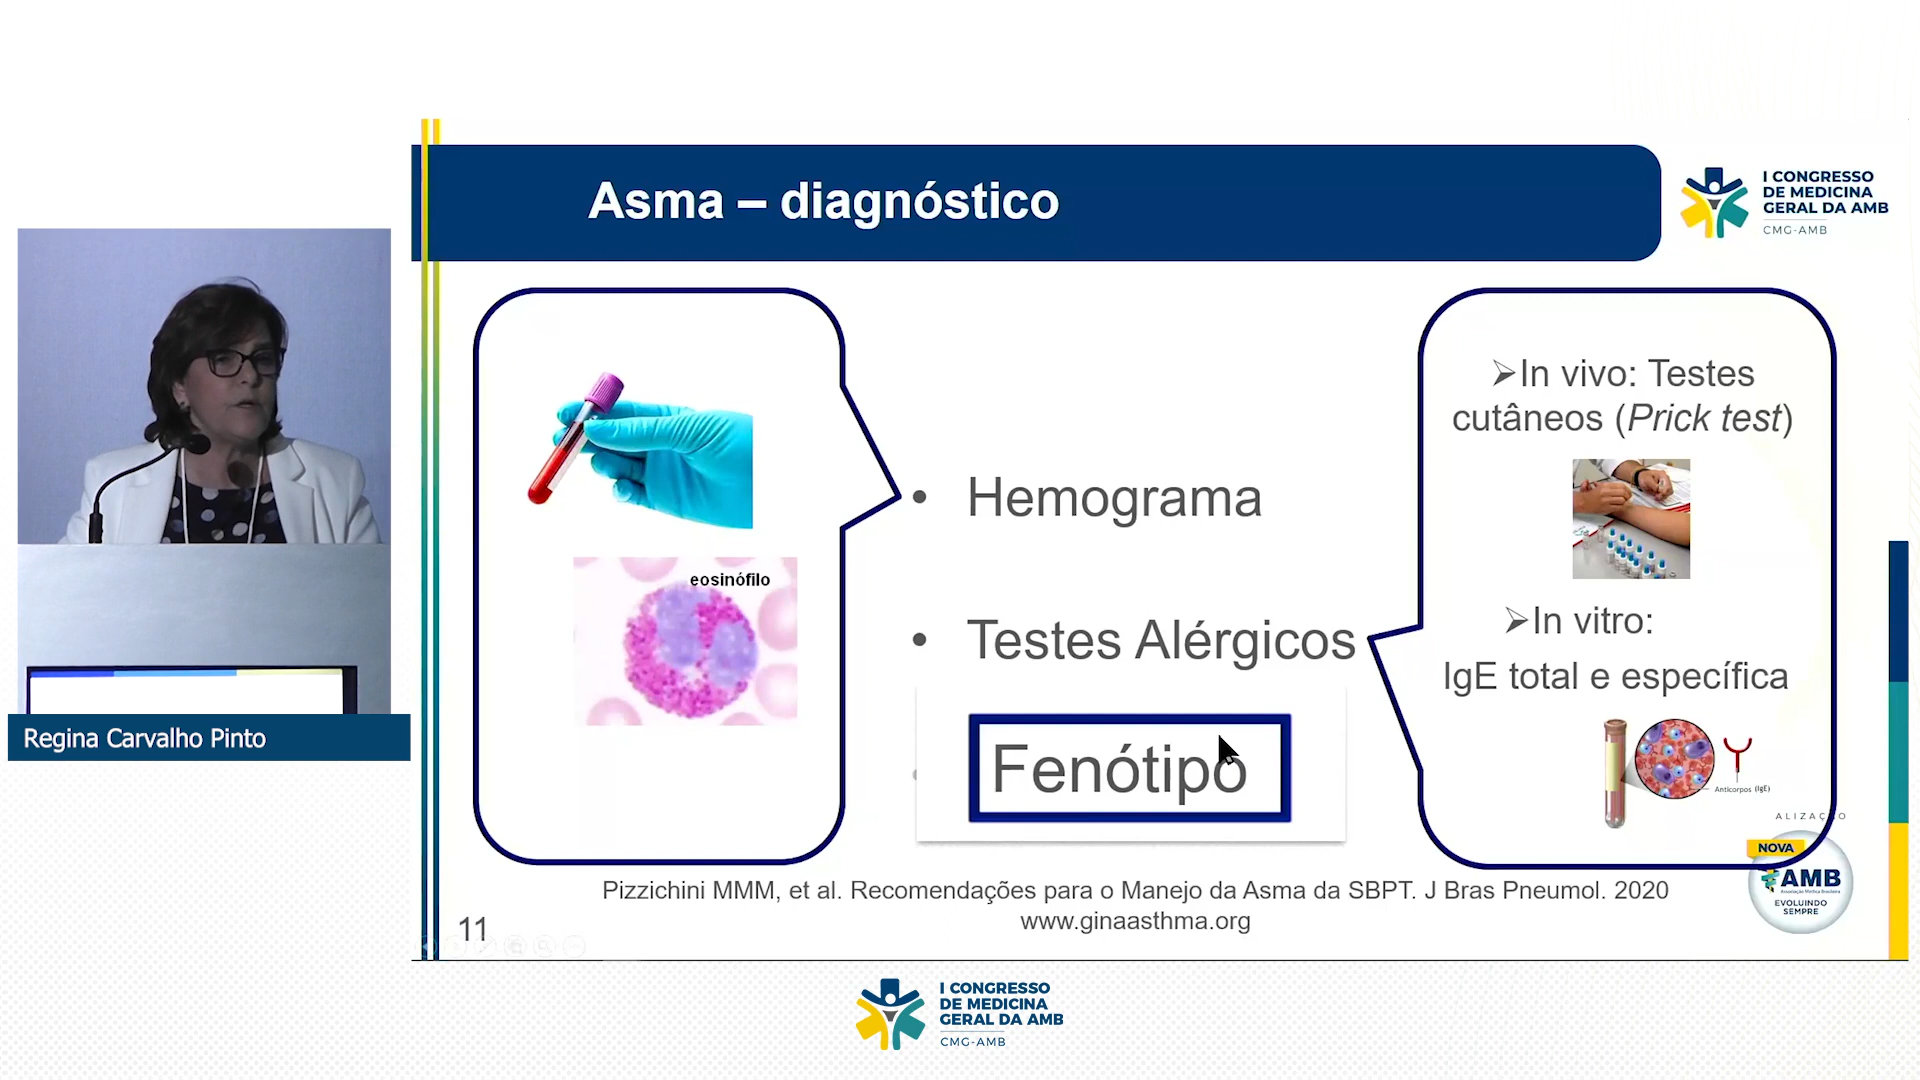 Asma – diagnóstico
I CONGRESSO
DE MEDICINA
GERAL DA AMB
CMG-AMB
eosinófilo
• Hemograma
• Testes Alérgicos
Fenótipo
➢In vivo: Testes
cutâneos (Prick test)
➢In vitro:
IgE total e específica
Anticorpos (IgE)
ALIZAÇÃO
NOVA
AMB
Associação Médica Brasileira
EVOLUINDO
SEMPRE
Regina Carvalho Pinto
Pizzichini MMM, et al. Recomendações para o Manejo da Asma da SBPT. J Bras Pneumol. 2020
www.ginaasthma.org
11
I CONGRESSO
DE MEDICINA
GERAL DA AMB
CMG-AMB